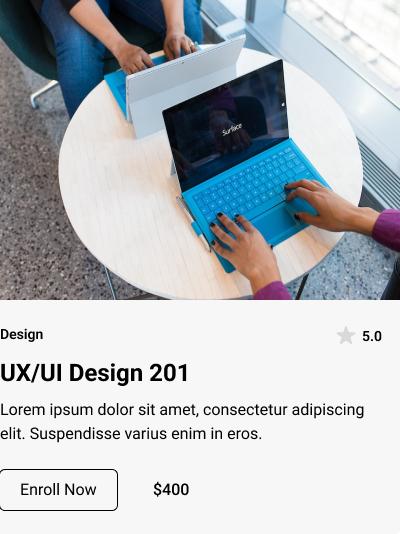 Surface
Design
5.0
UX/UI Design 201
Lorem ipsum dolor sit amet, consectetur adipiscing
elit. Suspendisse varius enim in eros.
Enroll Now
$400